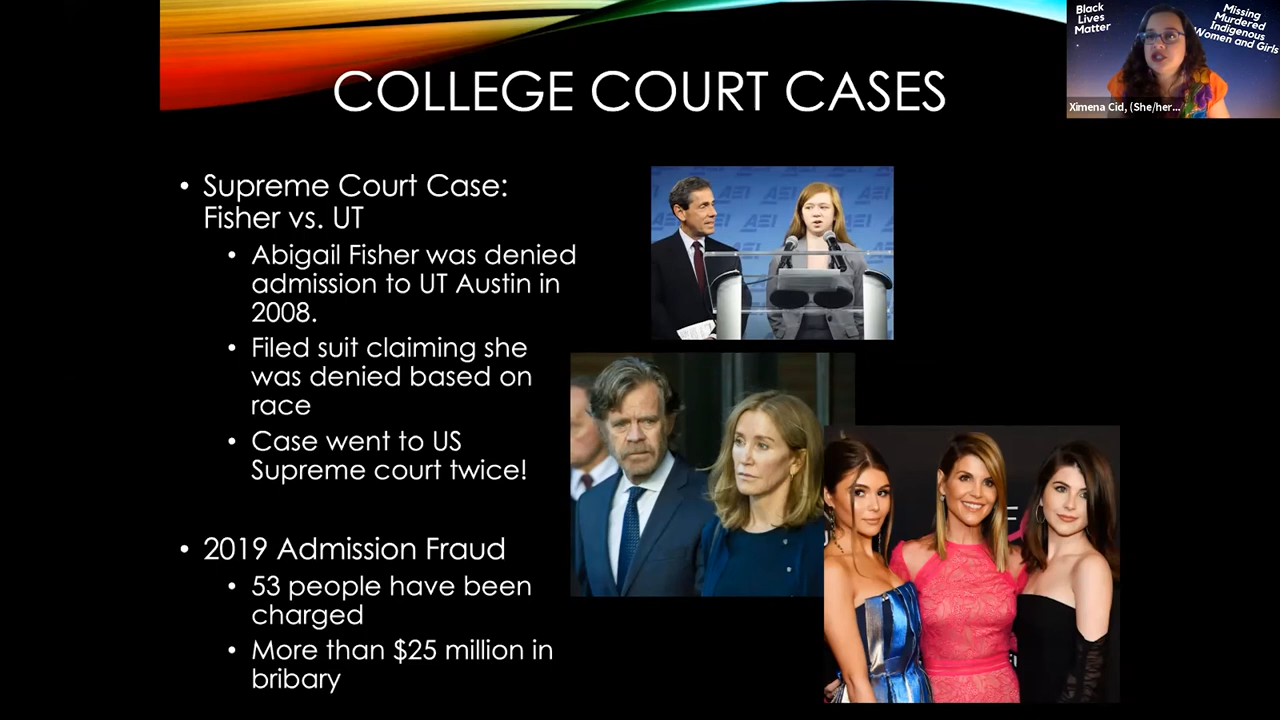 COLLEGE COURT CASES
Black
Lives
Matter
Missing
Murdered
Indigenous
Women and Girls
Ximena Cid, (She/her...
• Supreme Court Case:
Fisher vs. UT
• Abigail Fisher was denied
admission to UT Austin in
2008.
• Filed suit claiming she
was denied based on
race
• Case went to US
Supreme court twice!
• 2019 Admission Fraud
• 53 people have been
charged
• More than $25 million in
bribary
AEI
AEI
AEI